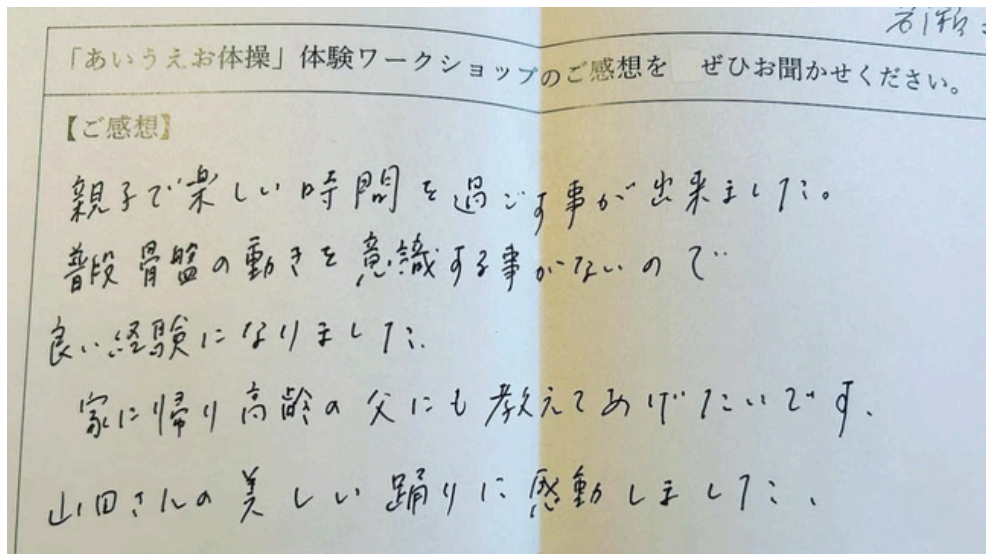 「あいうえお体操」体験ワークショップのご感想を　ぜひお聞かせください。
【ご感想】
親子で楽しい時間を過ごす事が出来ました。
普段骨盤の動きを意識する事がないので
良い経験になりました.
家に帰り高齢の父にも教えてあげたいです.
山田さんの美しい踊りに感動しました、